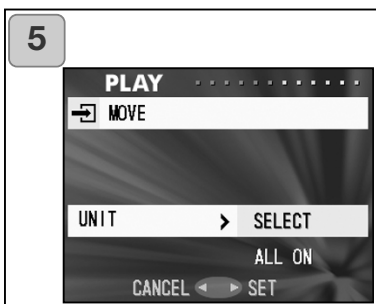 5
PLAY
MOVE
UNIT > SELECT
ALL ON
CANCEL ◀ ▶ SET